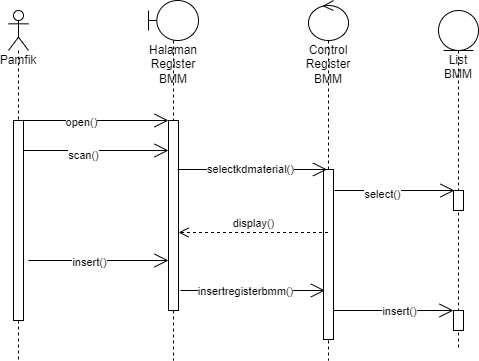 Pamfik
Halaman
Register
BMM
Control
Register
BMM
List
BMM
open()
scan()
selectkdmaterial()
select()
display()
insert()
insertregisterbmm()
insert()